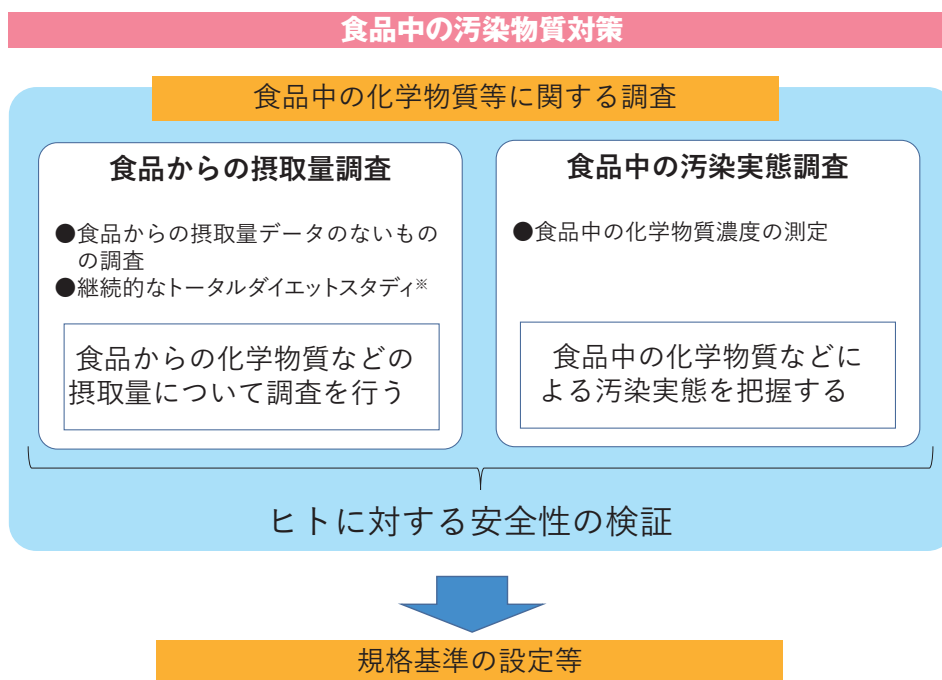 食品中の汚染物質対策
食品中の化学物質等に関する調査
食品からの摂取量調査
●食品からの摂取量データのないもの
の調査
●継続的なトータルダイエットスタディ※
食品からの化学物質などの
摂取量について調査を行う
食品中の汚染実態調査
●食品中の化学物質濃度の測定
食品中の化学物質などに
よる汚染実態を把握する
ヒトに対する安全性の検証
規格基準の設定等